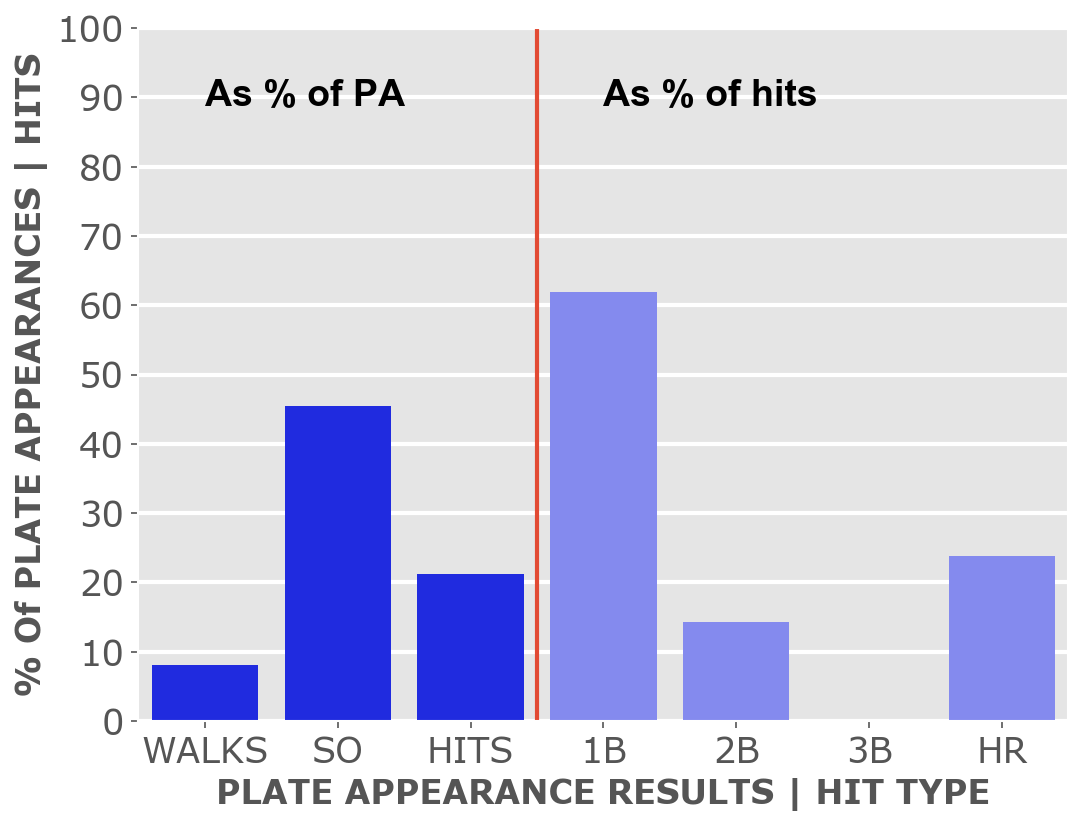 % Of PLATE APPEARANCES | HITS
100
90
80
70
60
50
40
30
20
10
0
As % of PA
As % of hits
WALKS SO HITS 1B 2B 3B HR
PLATE APPEARANCE RESULTS | HIT TYPE